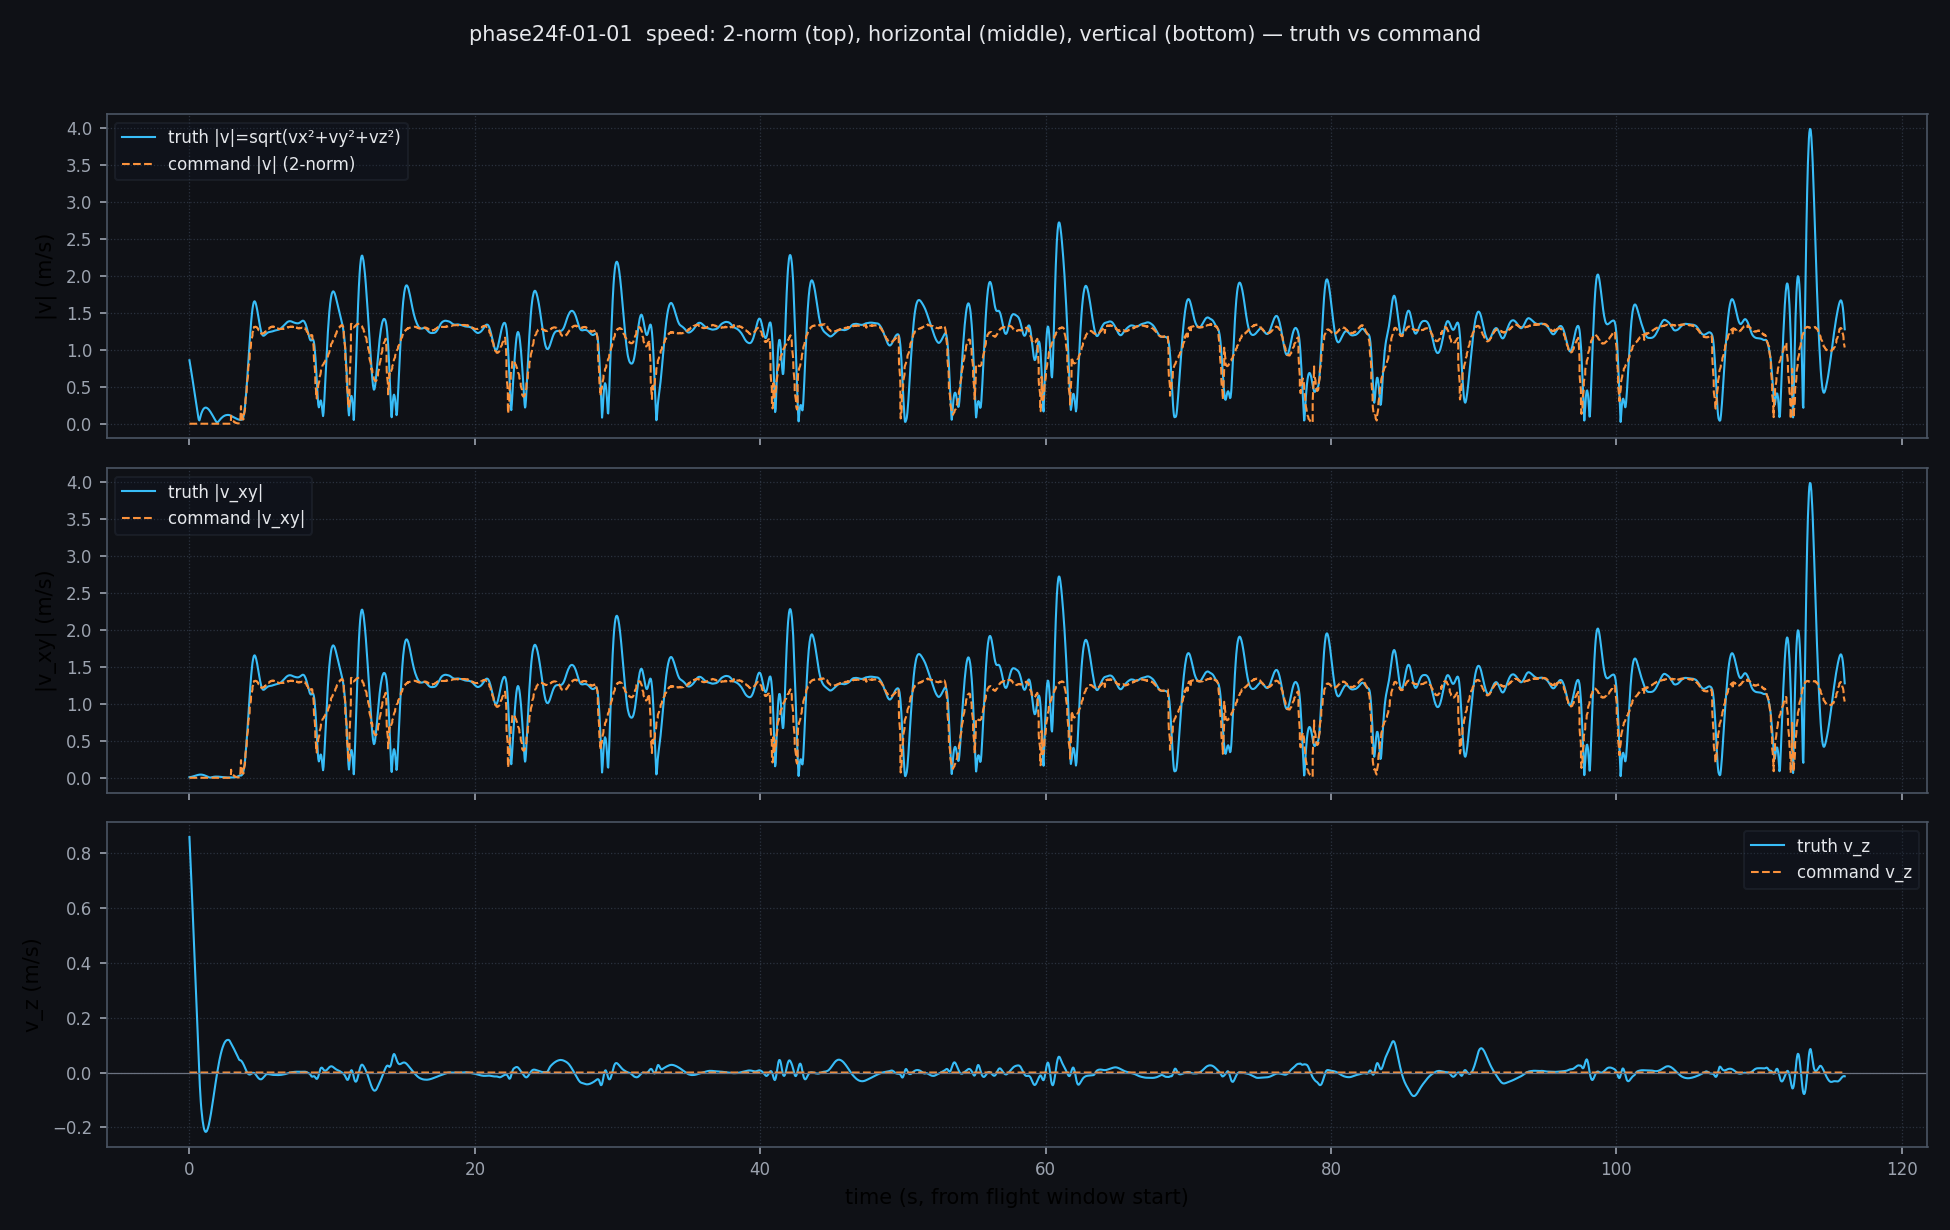 phase24f-01-01  speed: 2-norm (top), horizontal (middle), vertical (bottom) — truth vs command
truth |v|=sqrt(vx²+vy²+vz²)
command |v| (2-norm)
|v| (m/s)
4.0
3.5
3.0
2.5
2.0
1.5
1.0
0.5
0.0
truth |v_xy|
command |v_xy|
|v_xy| (m/s)
4.0
3.5
3.0
2.5
2.0
1.5
1.0
0.5
0.0
truth v_z
command v_z
v_z (m/s)
0.8
0.6
0.4
0.2
0.0
−0.2
0 20 40 60 80 100 120
time (s, from flight window start)